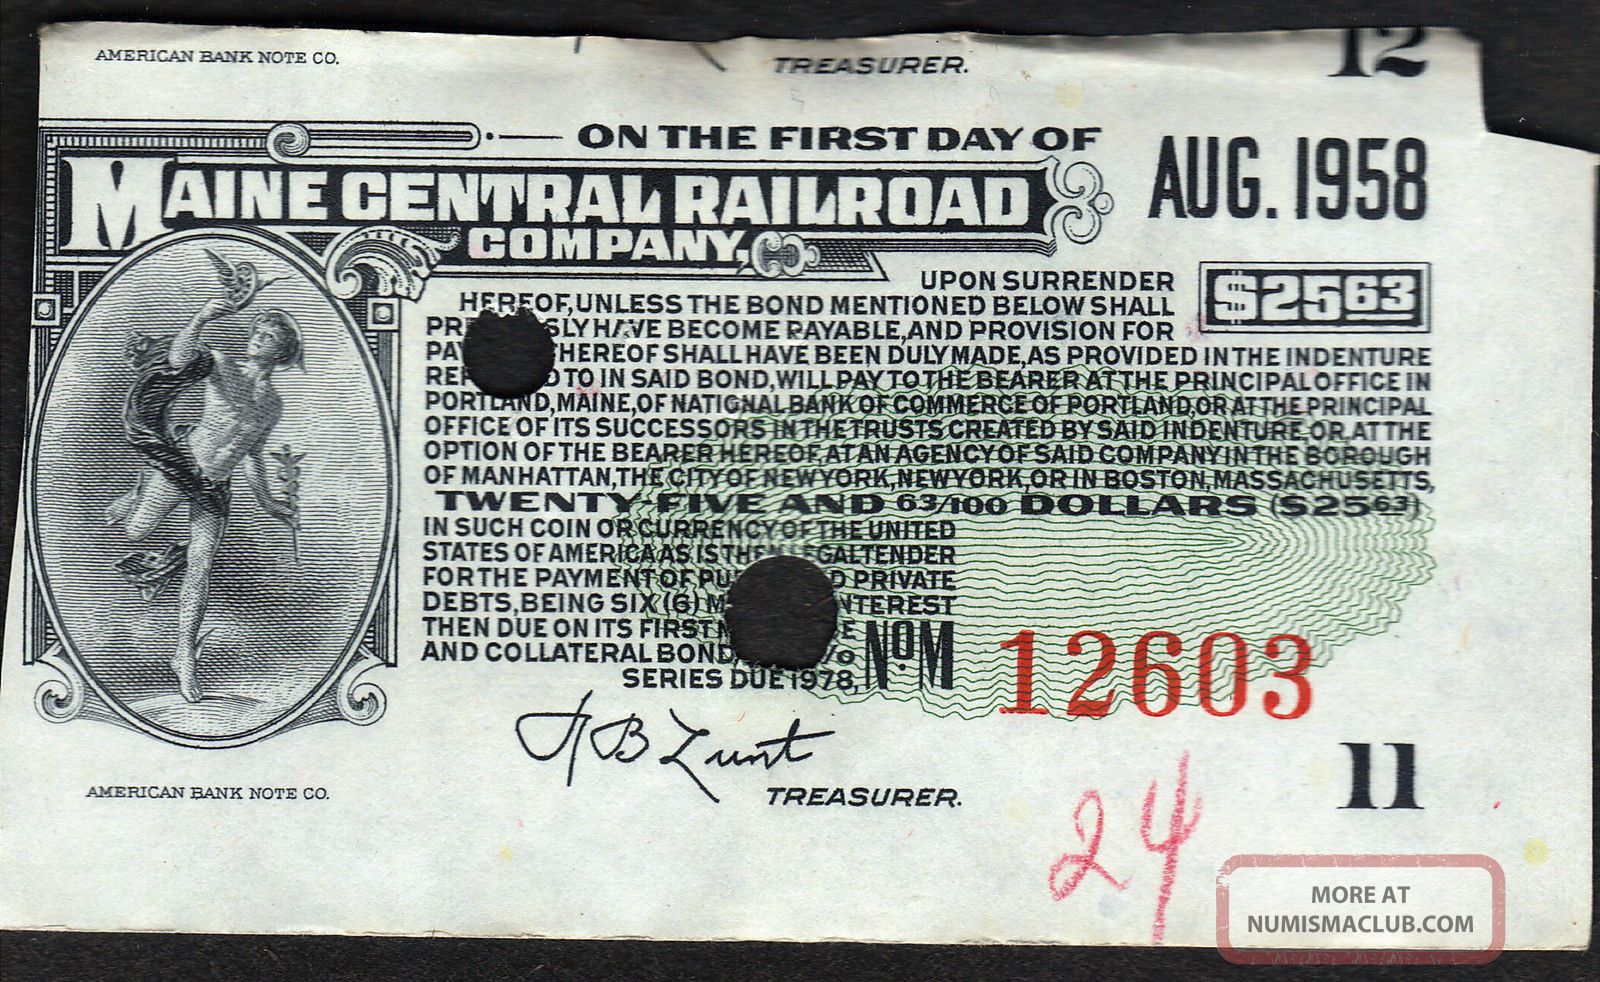 AMERICAN BANK NOTE CO.
TREASURER.
12
ON THE FIRST DAY OF
AUG. 1958
MAINE CENTRAL RAILROAD
COMPANY,
UPON SURRENDER
$25 63
HEREOF, UNLESS THE BOND MENTIONED BELOW SHALL
PR SLY HAVE BECOME PAYABLE, AND PROVISION FOR
PAY THEREOF SHALL HAVE BEEN DULY MADE, AS PROVIDED IN THE INDENTURE
REF D TO IN SAID BOND, WILL PAY TO THE BEARER AT THE PRINCIPAL OFFICE IN
PORTLAND, MAINE, OF NATIONAL BANK OF COMMERCE OF PORTLAND, OR AT THE PRINCIPAL
OFFICE OF ITS SUCCESSORS IN THE TRUSTS CREATED BY SAID INDENTURE, OR, AT THE
OPTION OF THE BEARER HEREOF, AT AN AGENCY OF SAID COMPANY IN THE BOROUGH
OF MANHATTAN, THE CITY OF NEW YORK, NEW YORK, OR IN BOSTON, MASSACHUSETTS,
TWENTY-FIVE AND 63/100 DOLLARS ($25 63)
IN SUCH COIN OR CURRENCY OF THE UNITED
STATES OF AMERICA AS IS THEN LEGAL TENDER
FOR THE PAYMENT OF PU D PRIVATE
DEBTS, BEING SIX (6) M NTEREST
THEN DUE ON ITS FIRST M E
AND COLLATERAL BOND, %
SERIES DUE 1978,
No. M 12603
A B Lunt
AMERICAN BANK NOTE CO.
TREASURER.
11
24
MORE AT
NUMISMACLUB.COM